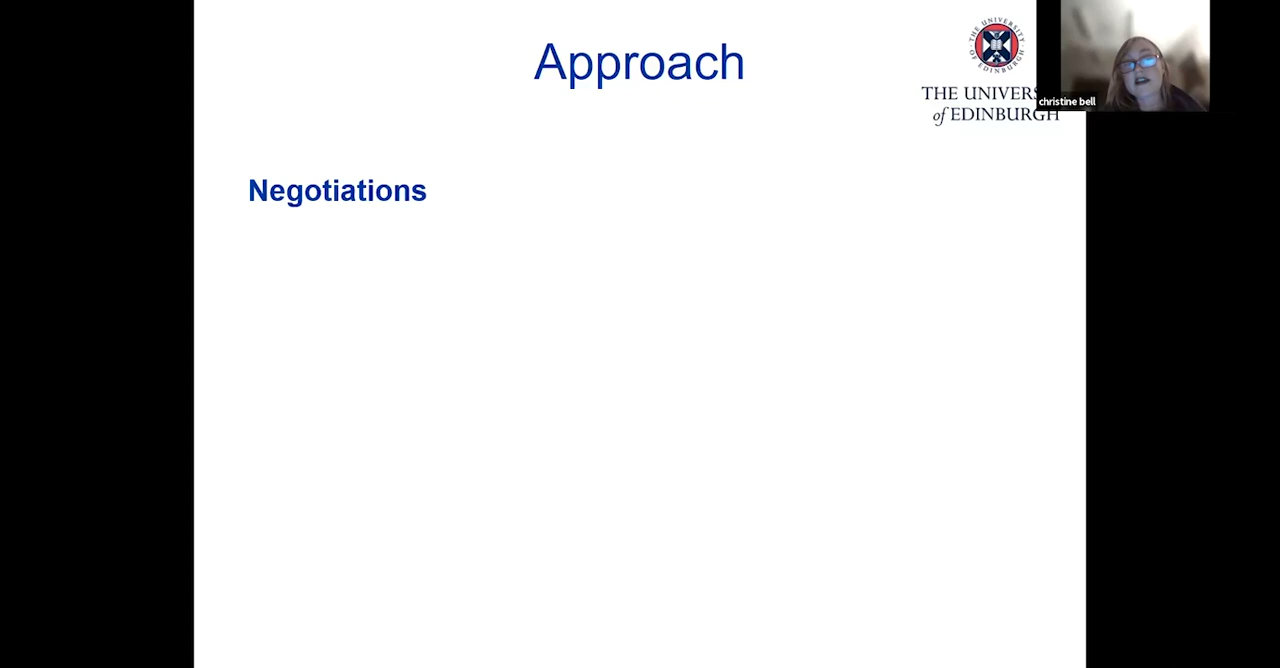 Approach
THE UNIVERS
of EDINBURGH
christine bell
Negotiations